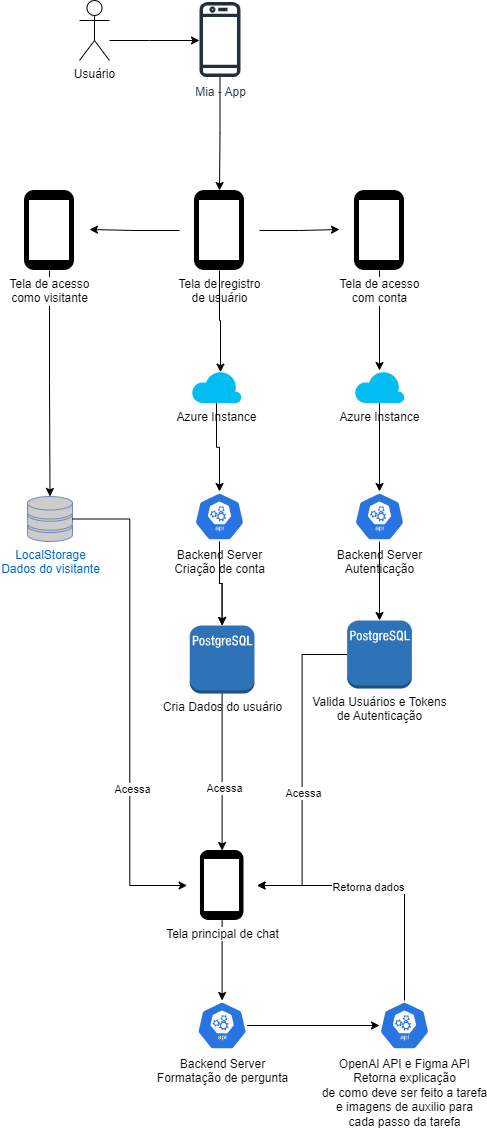 Usuário
Mia - App
Tela de acesso
como visitante
Tela de registro
de usuário
Tela de acesso
com conta
Azure Instance
Azure Instance
api
api
LocalStorage
Dados do visitante
Backend Server
Criação de conta
Backend Server
Autenticação
PostgreSQL
PostgreSQL
Cria Dados do usuário
Valida Usuários e Tokens
de Autenticação
Acessa
Acessa
Acessa
Retorna dados
Tela principal de chat
api
api
Backend Server
Formatação de pergunta
OpenAI API e Figma API
Retorna explicação
de como deve ser feito a tarefa
e imagens de auxilio para
cada passo da tarefa